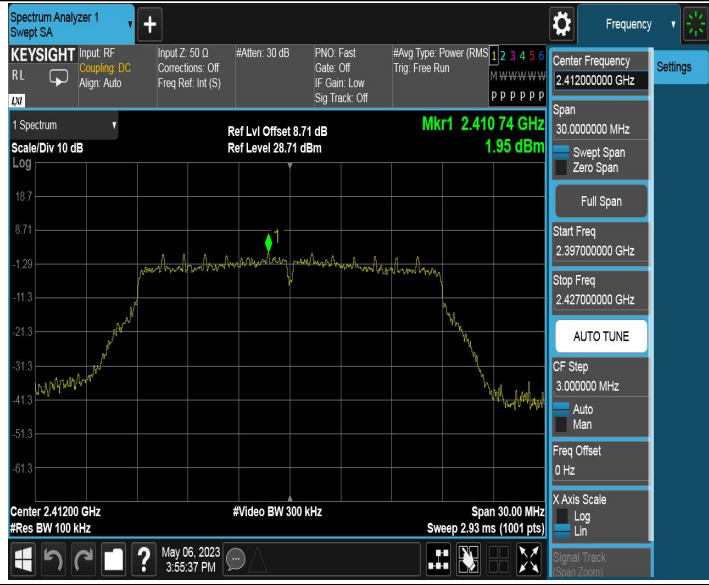 Spectrum Analyzer 1
Swept SA
Frequency
KEYSIGHT
RL
LXI
Input: RF
Coupling: DC
Align: Auto
Input Z: 50 Ω
Corrections: Off
Freq Ref: Int (S)
#Atten: 30 dB
PNO: Fast
Gate: Off
IF Gain: Low
Sig Track: Off
#Avg Type: Power (RMS
Trig: Free Run
1 2 3 4 5 6
M W W W W W
P P P P P P
Settings
Center Frequency
2.412000000 GHz
Span
30.0000000 MHz
Swept Span
Zero Span
Full Span
Start Freq
2.397000000 GHz
Stop Freq
2.427000000 GHz
AUTO TUNE
CF Step
3.000000 MHz
Auto
Man
Freq Offset
0 Hz
X Axis Scale
Log
Lin
Signal Track
(Span Zoom)
1 Spectrum
Scale/Div 10 dB
Ref Lvl Offset 8.71 dB
Ref Level 28.71 dBm
Mkr1 2.410 74 GHz
1.95 dBm
Log
18.7
8.71
1
-1.29
-11.3
-21.3
-31.3
-41.3
-51.3
-61.3
Center 2.41200 GHz
#Res BW 100 kHz
#Video BW 300 kHz
Span 30.00 MHz
Sweep 2.93 ms (1001 pts)
?
May 06, 2023
3:55:37 PM